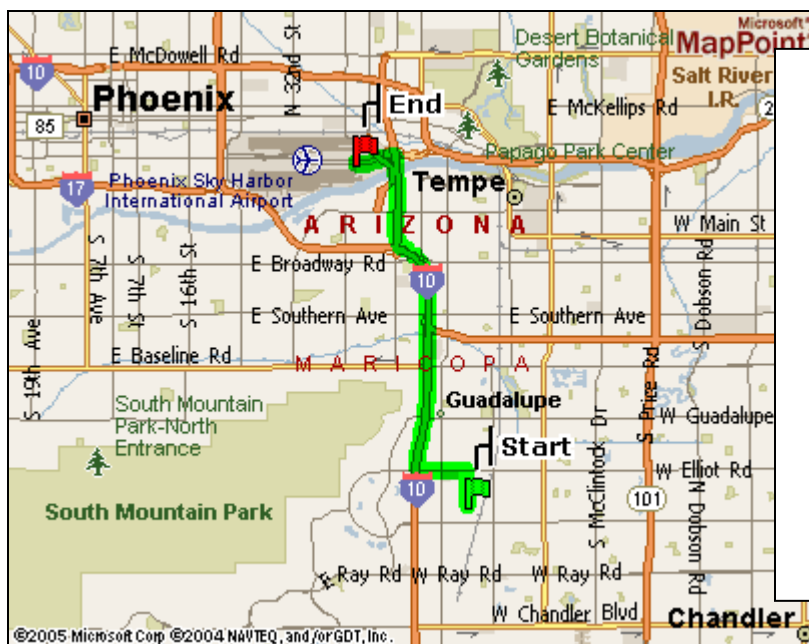 Microsoft®
MapPoint®
Desert Botanical
Gardens
E McDowell Rd
N 32nd St
10
Salt River
I.R.
Phoenix
End
E McKellips Rd
2
85
Papago Park Center
17
Phoenix Sky Harbor
International Airport
Tempe
ARIZONA
W Main St
S 7th Ave
S 7th St
S 16th St
E Broadway Rd
10
S Dobson Rd
E Southern Ave
E Southern Ave
S 19th Ave
E Baseline Rd
MARICOPA
S Price Rd
South Mountain
Park-North
Entrance
Guadalupe
S McClintock Dr
W Guadalupe
Start
W Elliot Rd
10
101
N Dobson Rd
South Mountain Park
E Ray Rd
W Ray Rd
W Ray Rd
W Chandler Blvd
Chandler
©2005 Microsoft Corp ©2004 NAVTEQ, and/or GDT, Inc.